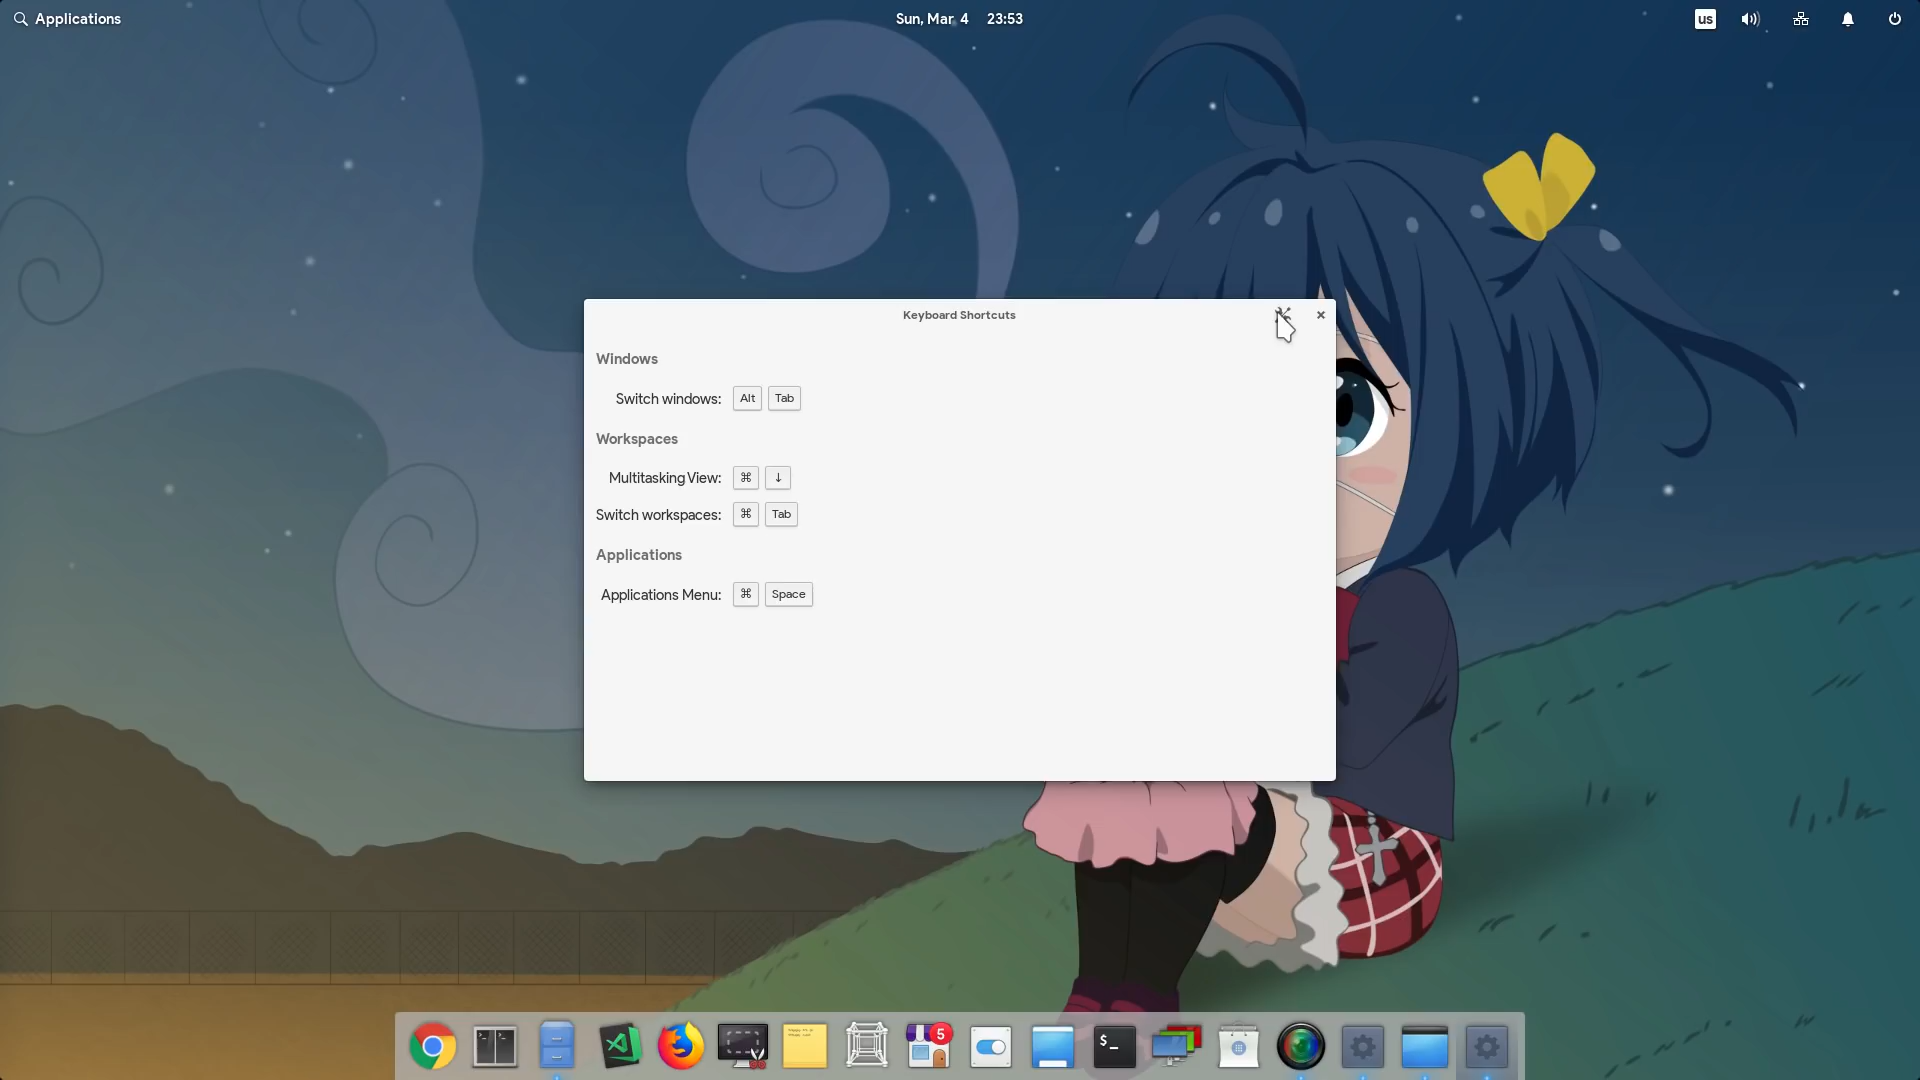 Applications
Sun, Mar 4 23:53
us
Keyboard Shortcuts
Windows
Switch windows: Alt Tab
Workspaces
Multitasking View: ⌘ ↓
Switch workspaces: ⌘ Tab
Applications
Applications Menu: ⌘ Space
5
$_